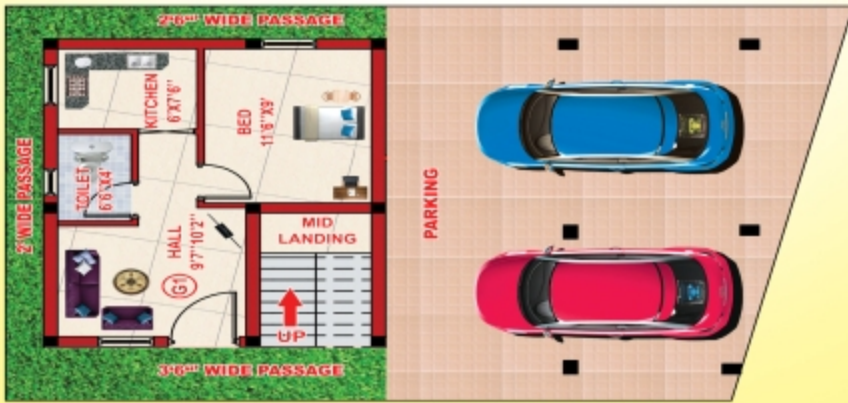 2'6"' WIDE PASSAGE
KITCHEN
6'X7'6"
BED
11'6"X9'
2' WIDE PASSAGE
TOILET
6'6"X4'
HALL
9'7"10'2"
G1
MID
LANDING
UP
PARKING
3'6"' WIDE PASSAGE